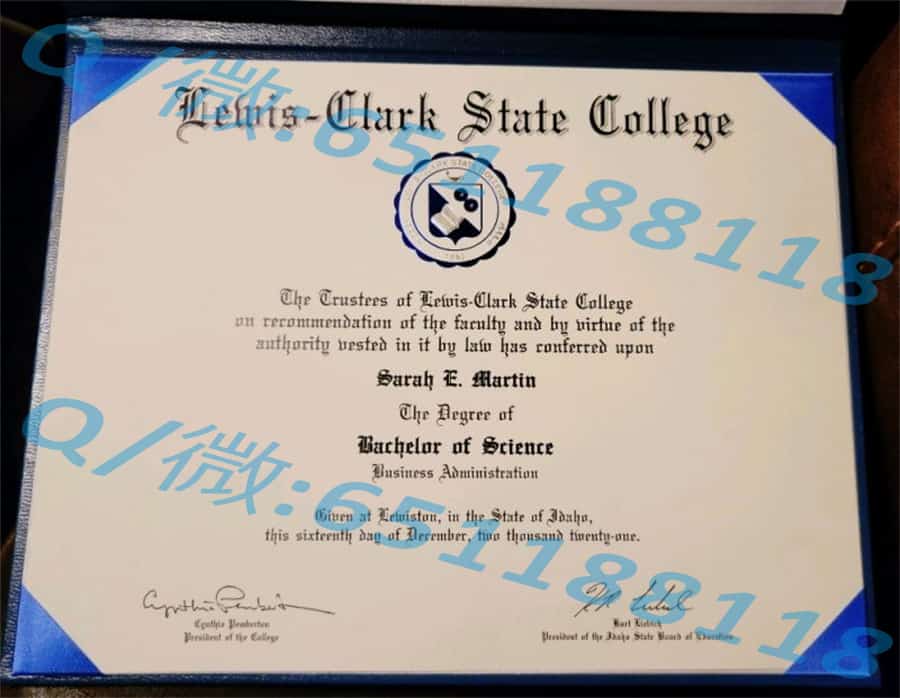 Lewis-Clark State College
Q/微:651188118
The Trustees of Lewis-Clark State College
on recommendation of the faculty and by virtue of the
authority vested in it by law has conferred upon
Sarah E. Martin
The Degree of
Bachelor of Science
Business Administration
Q/微:651188118
Given at Lewiston, in the State of Idaho,
this sixteenth day of December, two thousand twenty-one.
Cynthia Pemberton
President of the College
Kurt Liebich
President of the Idaho State Board of Education